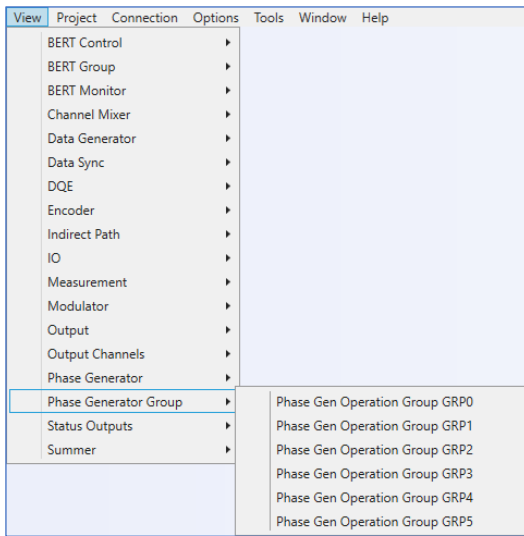 View Project Connection Options Tools Window Help
BERT Control
BERT Group
BERT Monitor
Channel Mixer
Data Generator
Data Sync
DQE
Encoder
Indirect Path
IO
Measurement
Modulator
Output
Output Channels
Phase Generator
Phase Generator Group
Status Outputs
Summer
Phase Gen Operation Group GRP0
Phase Gen Operation Group GRP1
Phase Gen Operation Group GRP2
Phase Gen Operation Group GRP3
Phase Gen Operation Group GRP4
Phase Gen Operation Group GRP5